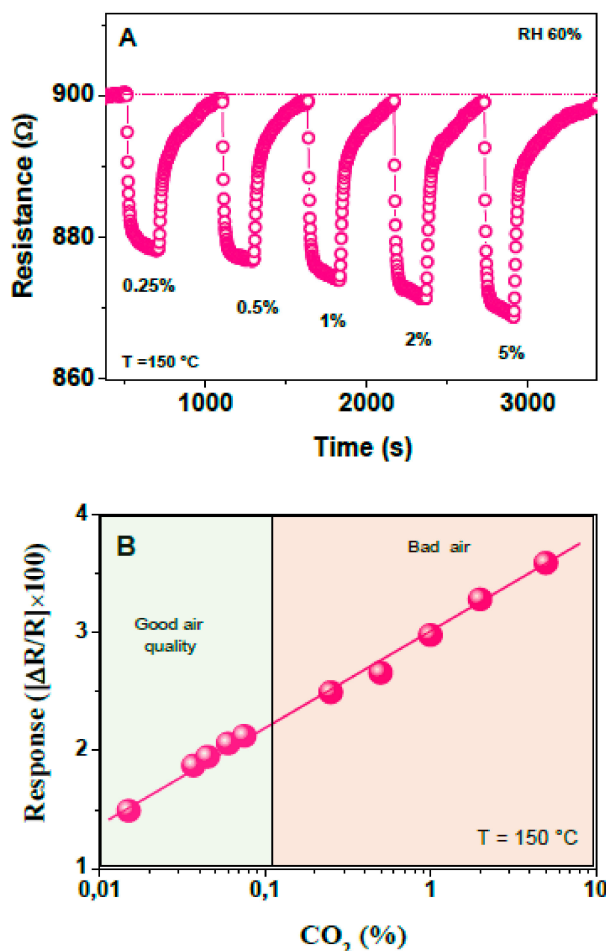 A
RH 60%
Resistance (Ω)
900
880
860
0.25%
0.5%
1%
2%
5%
T =150 °C
1000
2000
3000
Time (s)
B
Bad air
Good air
quality
Response ([ΔR/R]×100)
4
3
2
1
T = 150 °C
0,01
0,1
1
10
CO2 (%)